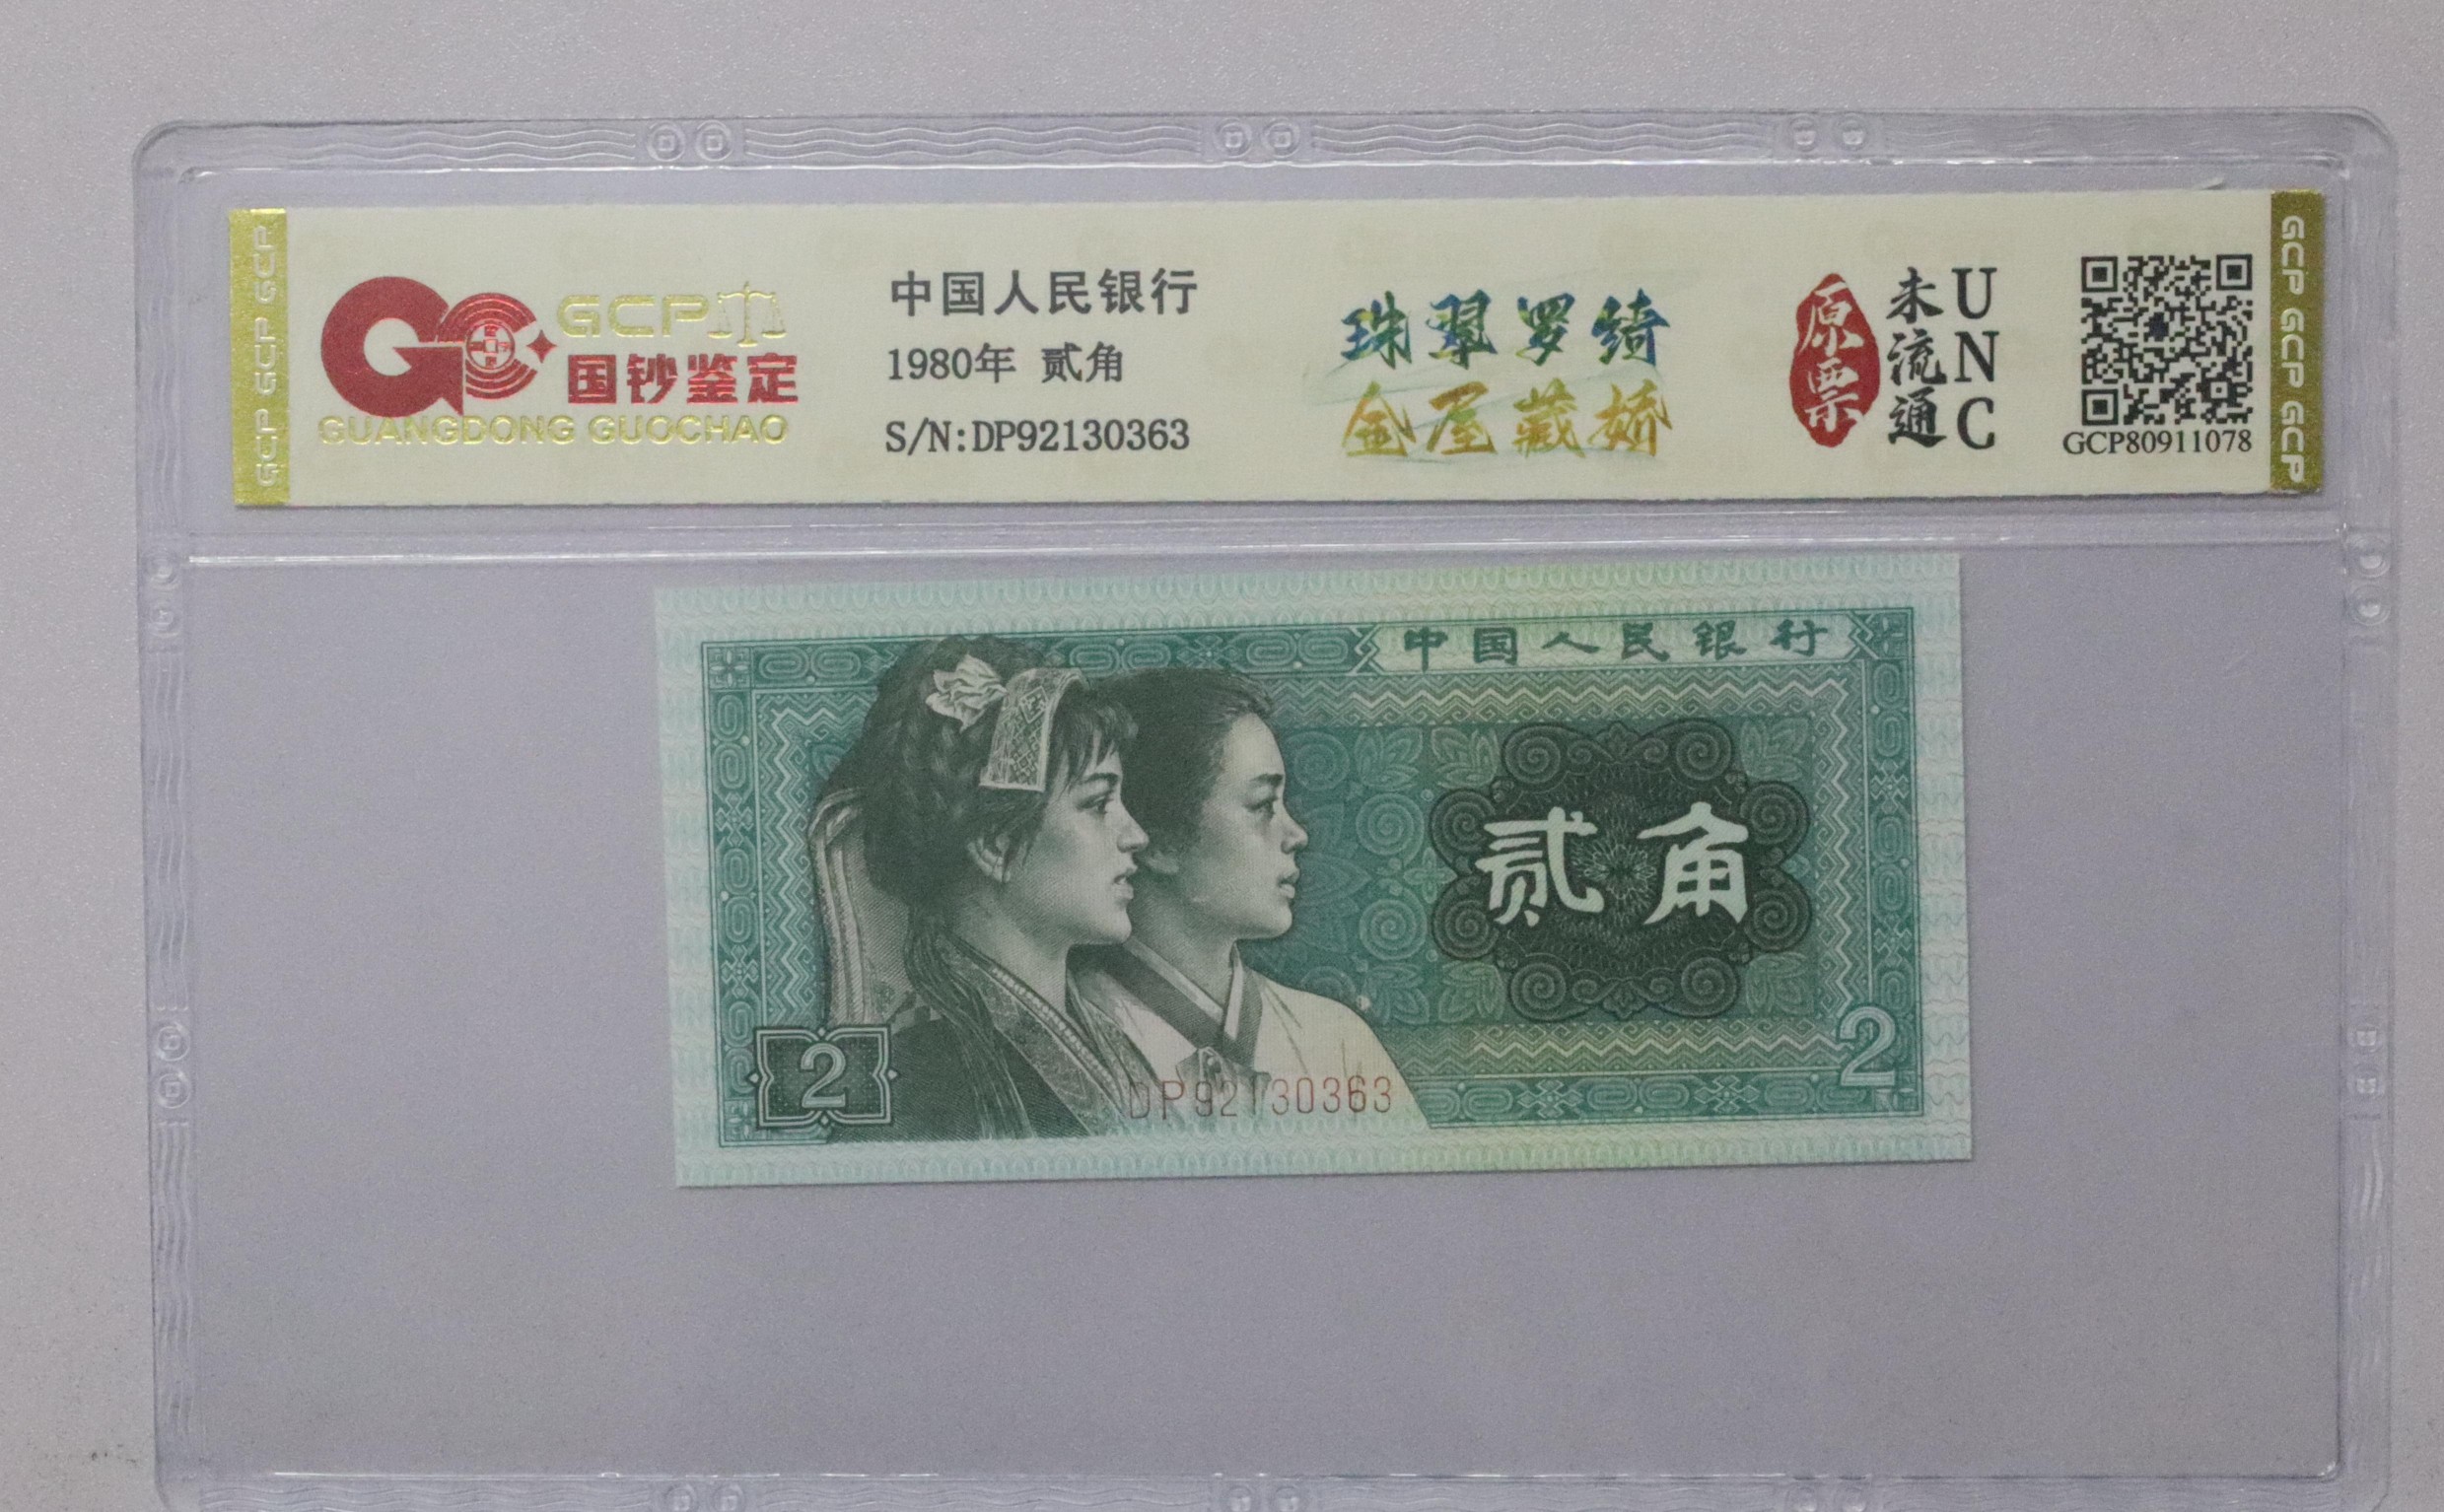 GCP GCP GCP
GCP
国钞鉴定
GUANGDONG GUOCHAO
中国人民银行
1980年 贰角
S/N:DP92130363
珠翠罗绮
金屋藏娇
原票
未流通
UNC
GCP80911078
GCP GCP GCP
中国人民银行
贰角
2
2
DP92130363